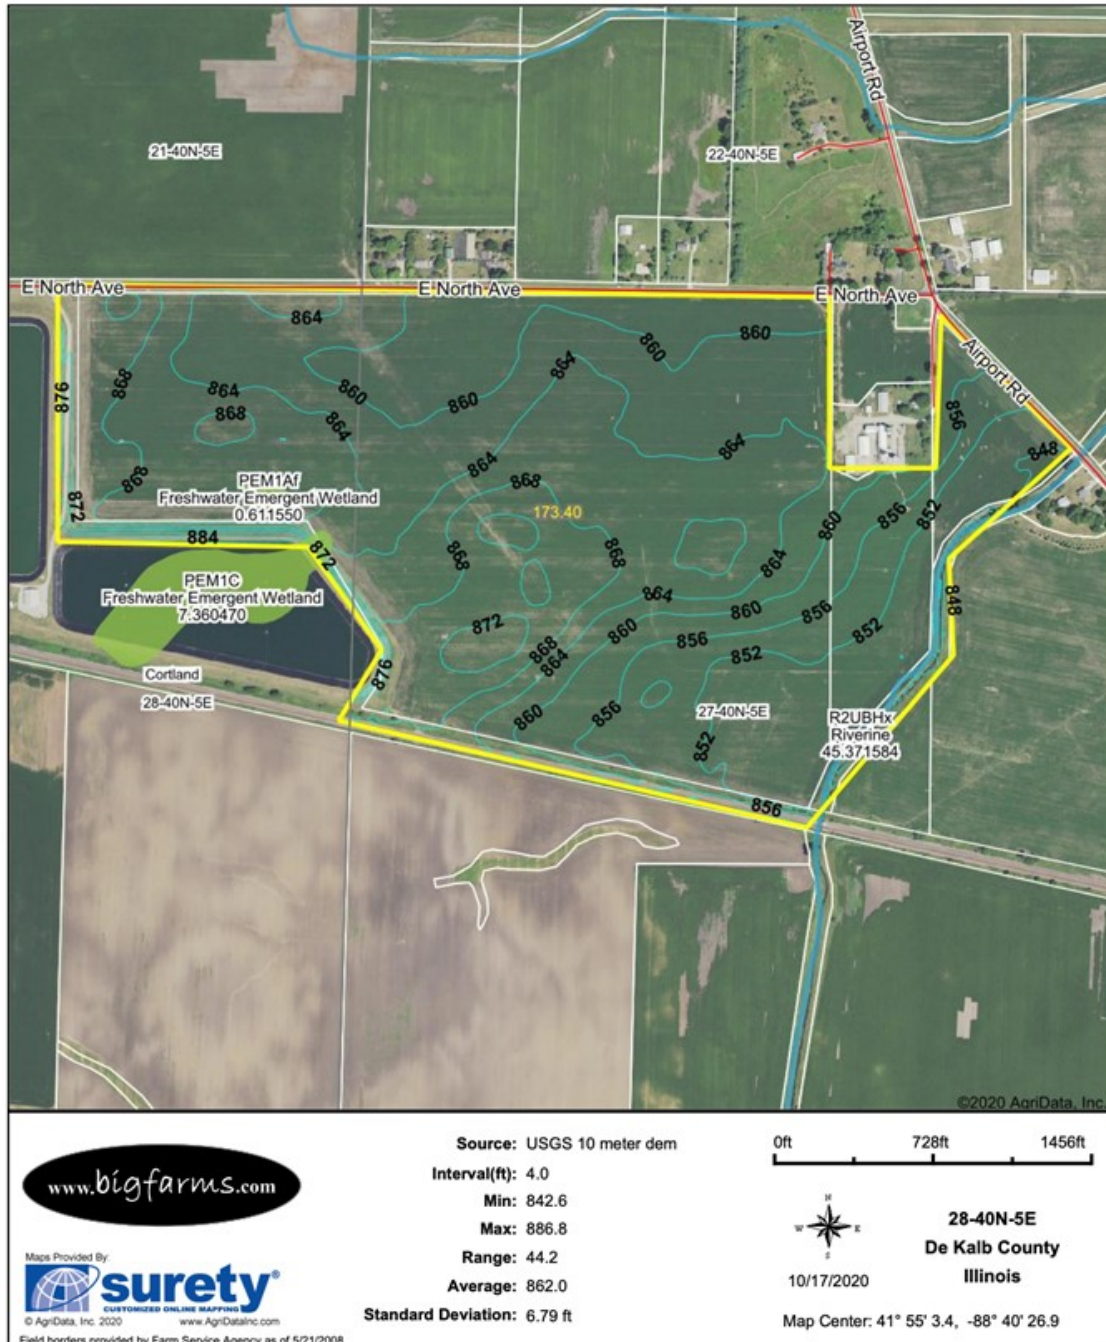 Airport Rd
21-40N-5E
22-40N-5E
E North Ave
E North Ave
E North Ave
864
860
860
864
Airport Rd
868
876
864
860
860
856
868
864
864
864
848
868
868
PEM1Af
Freshwater Emergent Wetland
0.611550
872
173.40
860
856
852
884
872
868
868
864
PEM1C
Freshwater Emergent Wetland
7.360470
864
860
856
848
872
860
856
852
868
852
864
Cortland
876
28-40N-5E
860
856
27-40N-5E
R2UBHx
Riverine
45.371584
852
856
©2020 AgriData, Inc.
www.bigfarms.com
Maps Provided By:
surety®
CUSTOMIZED ONLINE MAPPING
© AgriData, Inc. 2020 www.AgriDataInc.com
Field borders provided by Farm Service Agency as of 5/21/2008.
Source: USGS 10 meter dem
Interval(ft): 4.0
Min: 842.6
Max: 886.8
Range: 44.2
Average: 862.0
Standard Deviation: 6.79 ft
0ft 728ft 1456ft
N
W E
S
10/17/2020
28-40N-5E
De Kalb County
Illinois
Map Center: 41° 55' 3.4, -88° 40' 26.9